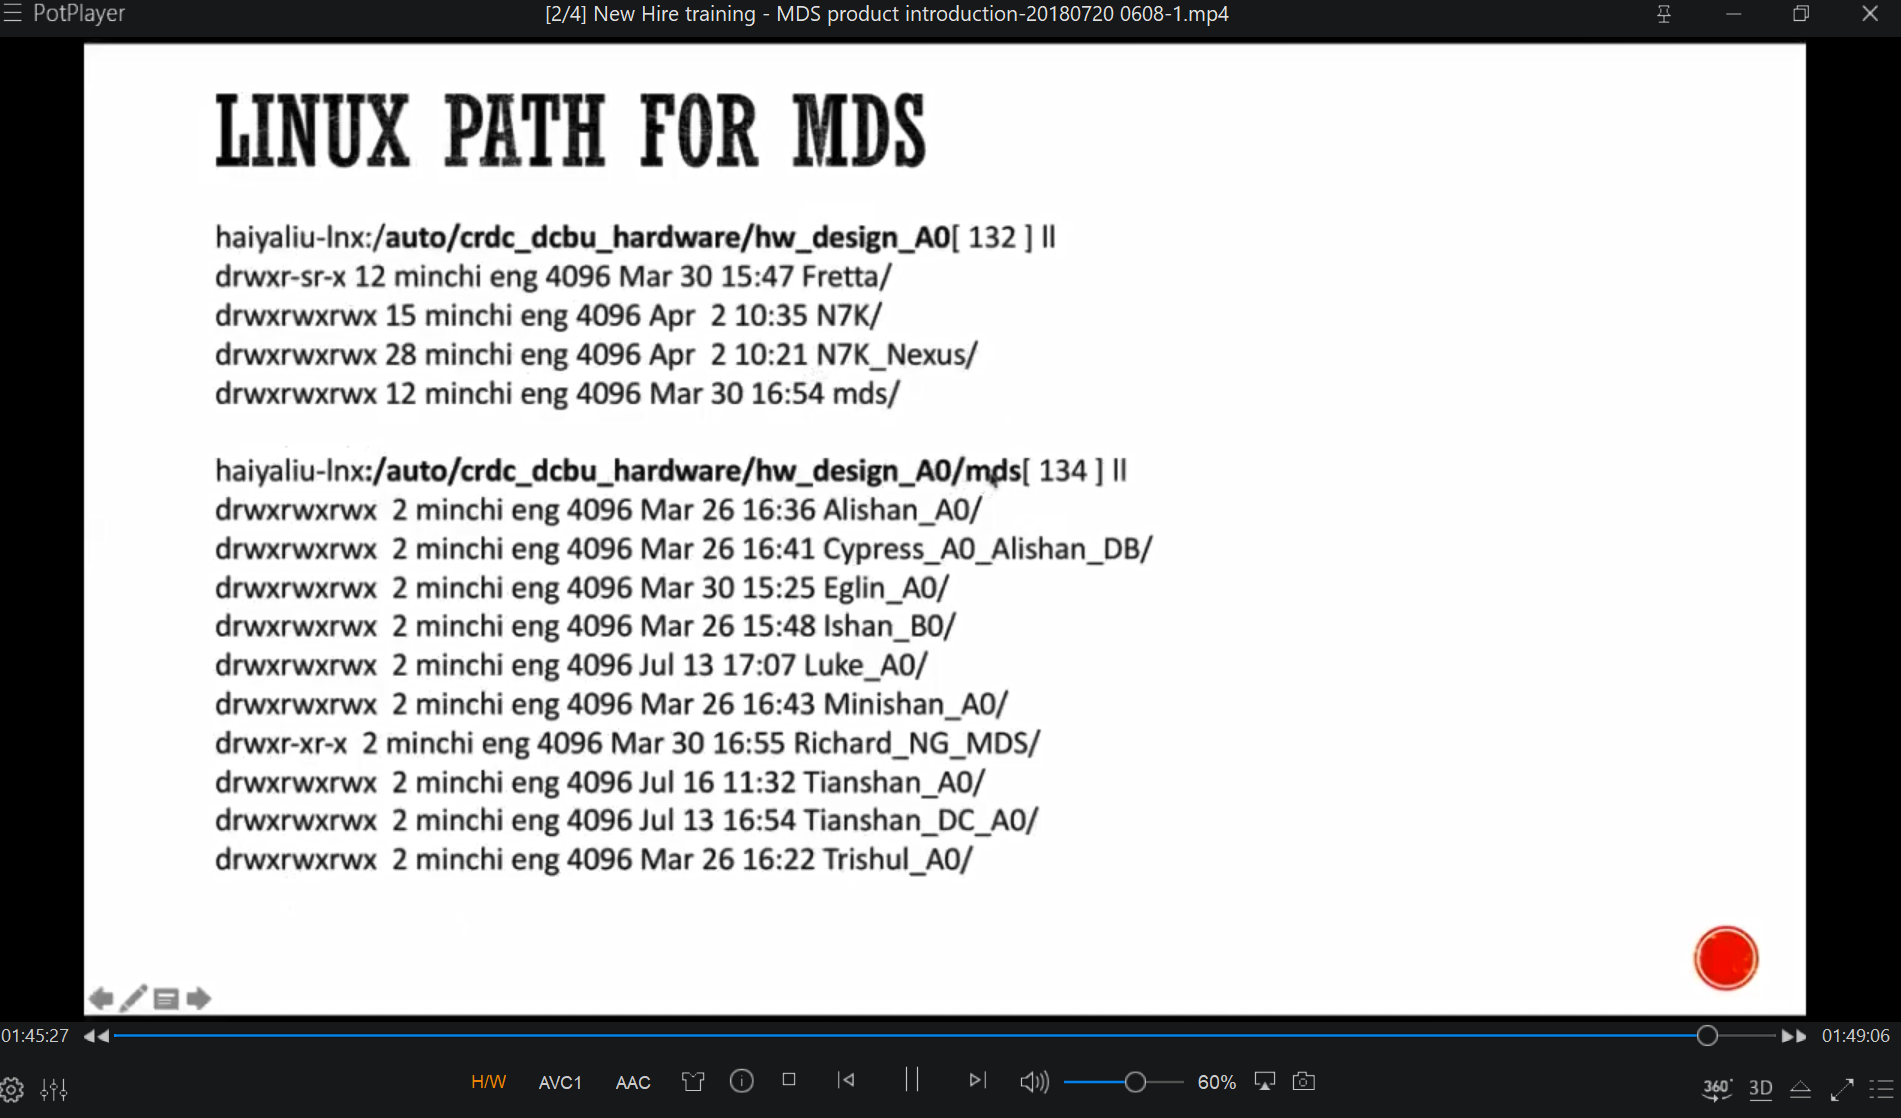 PotPlayer
[2/4] New Hire training - MDS product introduction-20180720 0608-1.mp4
LINUX PATH FOR MDS
haiyaliu-lnx:/auto/crdc_dcbu_hardware/hw_design_A0[ 132 ] ll
drwxr-sr-x 12 minchi eng 4096 Mar 30 15:47 Fretta/
drwxrwxrwx 15 minchi eng 4096 Apr  2 10:35 N7K/
drwxrwxrwx 28 minchi eng 4096 Apr  2 10:21 N7K_Nexus/
drwxrwxrwx 12 minchi eng 4096 Mar 30 16:54 mds/
haiyaliu-lnx:/auto/crdc_dcbu_hardware/hw_design_A0/mds[ 134 ] ll
drwxrwxrwx  2 minchi eng 4096 Mar 26 16:36 Alishan_A0/
drwxrwxrwx  2 minchi eng 4096 Mar 26 16:41 Cypress_A0_Alishan_DB/
drwxrwxrwx  2 minchi eng 4096 Mar 30 15:25 Eglin_A0/
drwxrwxrwx  2 minchi eng 4096 Mar 26 15:48 Ishan_B0/
drwxrwxrwx  2 minchi eng 4096 Jul 13 17:07 Luke_A0/
drwxrwxrwx  2 minchi eng 4096 Mar 26 16:43 Minishan_A0/
drwxr-xr-x  2 minchi eng 4096 Mar 30 16:55 Richard_NG_MDS/
drwxrwxrwx  2 minchi eng 4096 Jul 16 11:32 Tianshan_A0/
drwxrwxrwx  2 minchi eng 4096 Jul 13 16:54 Tianshan_DC_A0/
drwxrwxrwx  2 minchi eng 4096 Mar 26 16:22 Trishul_A0/
01:45:27
01:49:06
H/W AVC1 AAC
60%
360° 3D